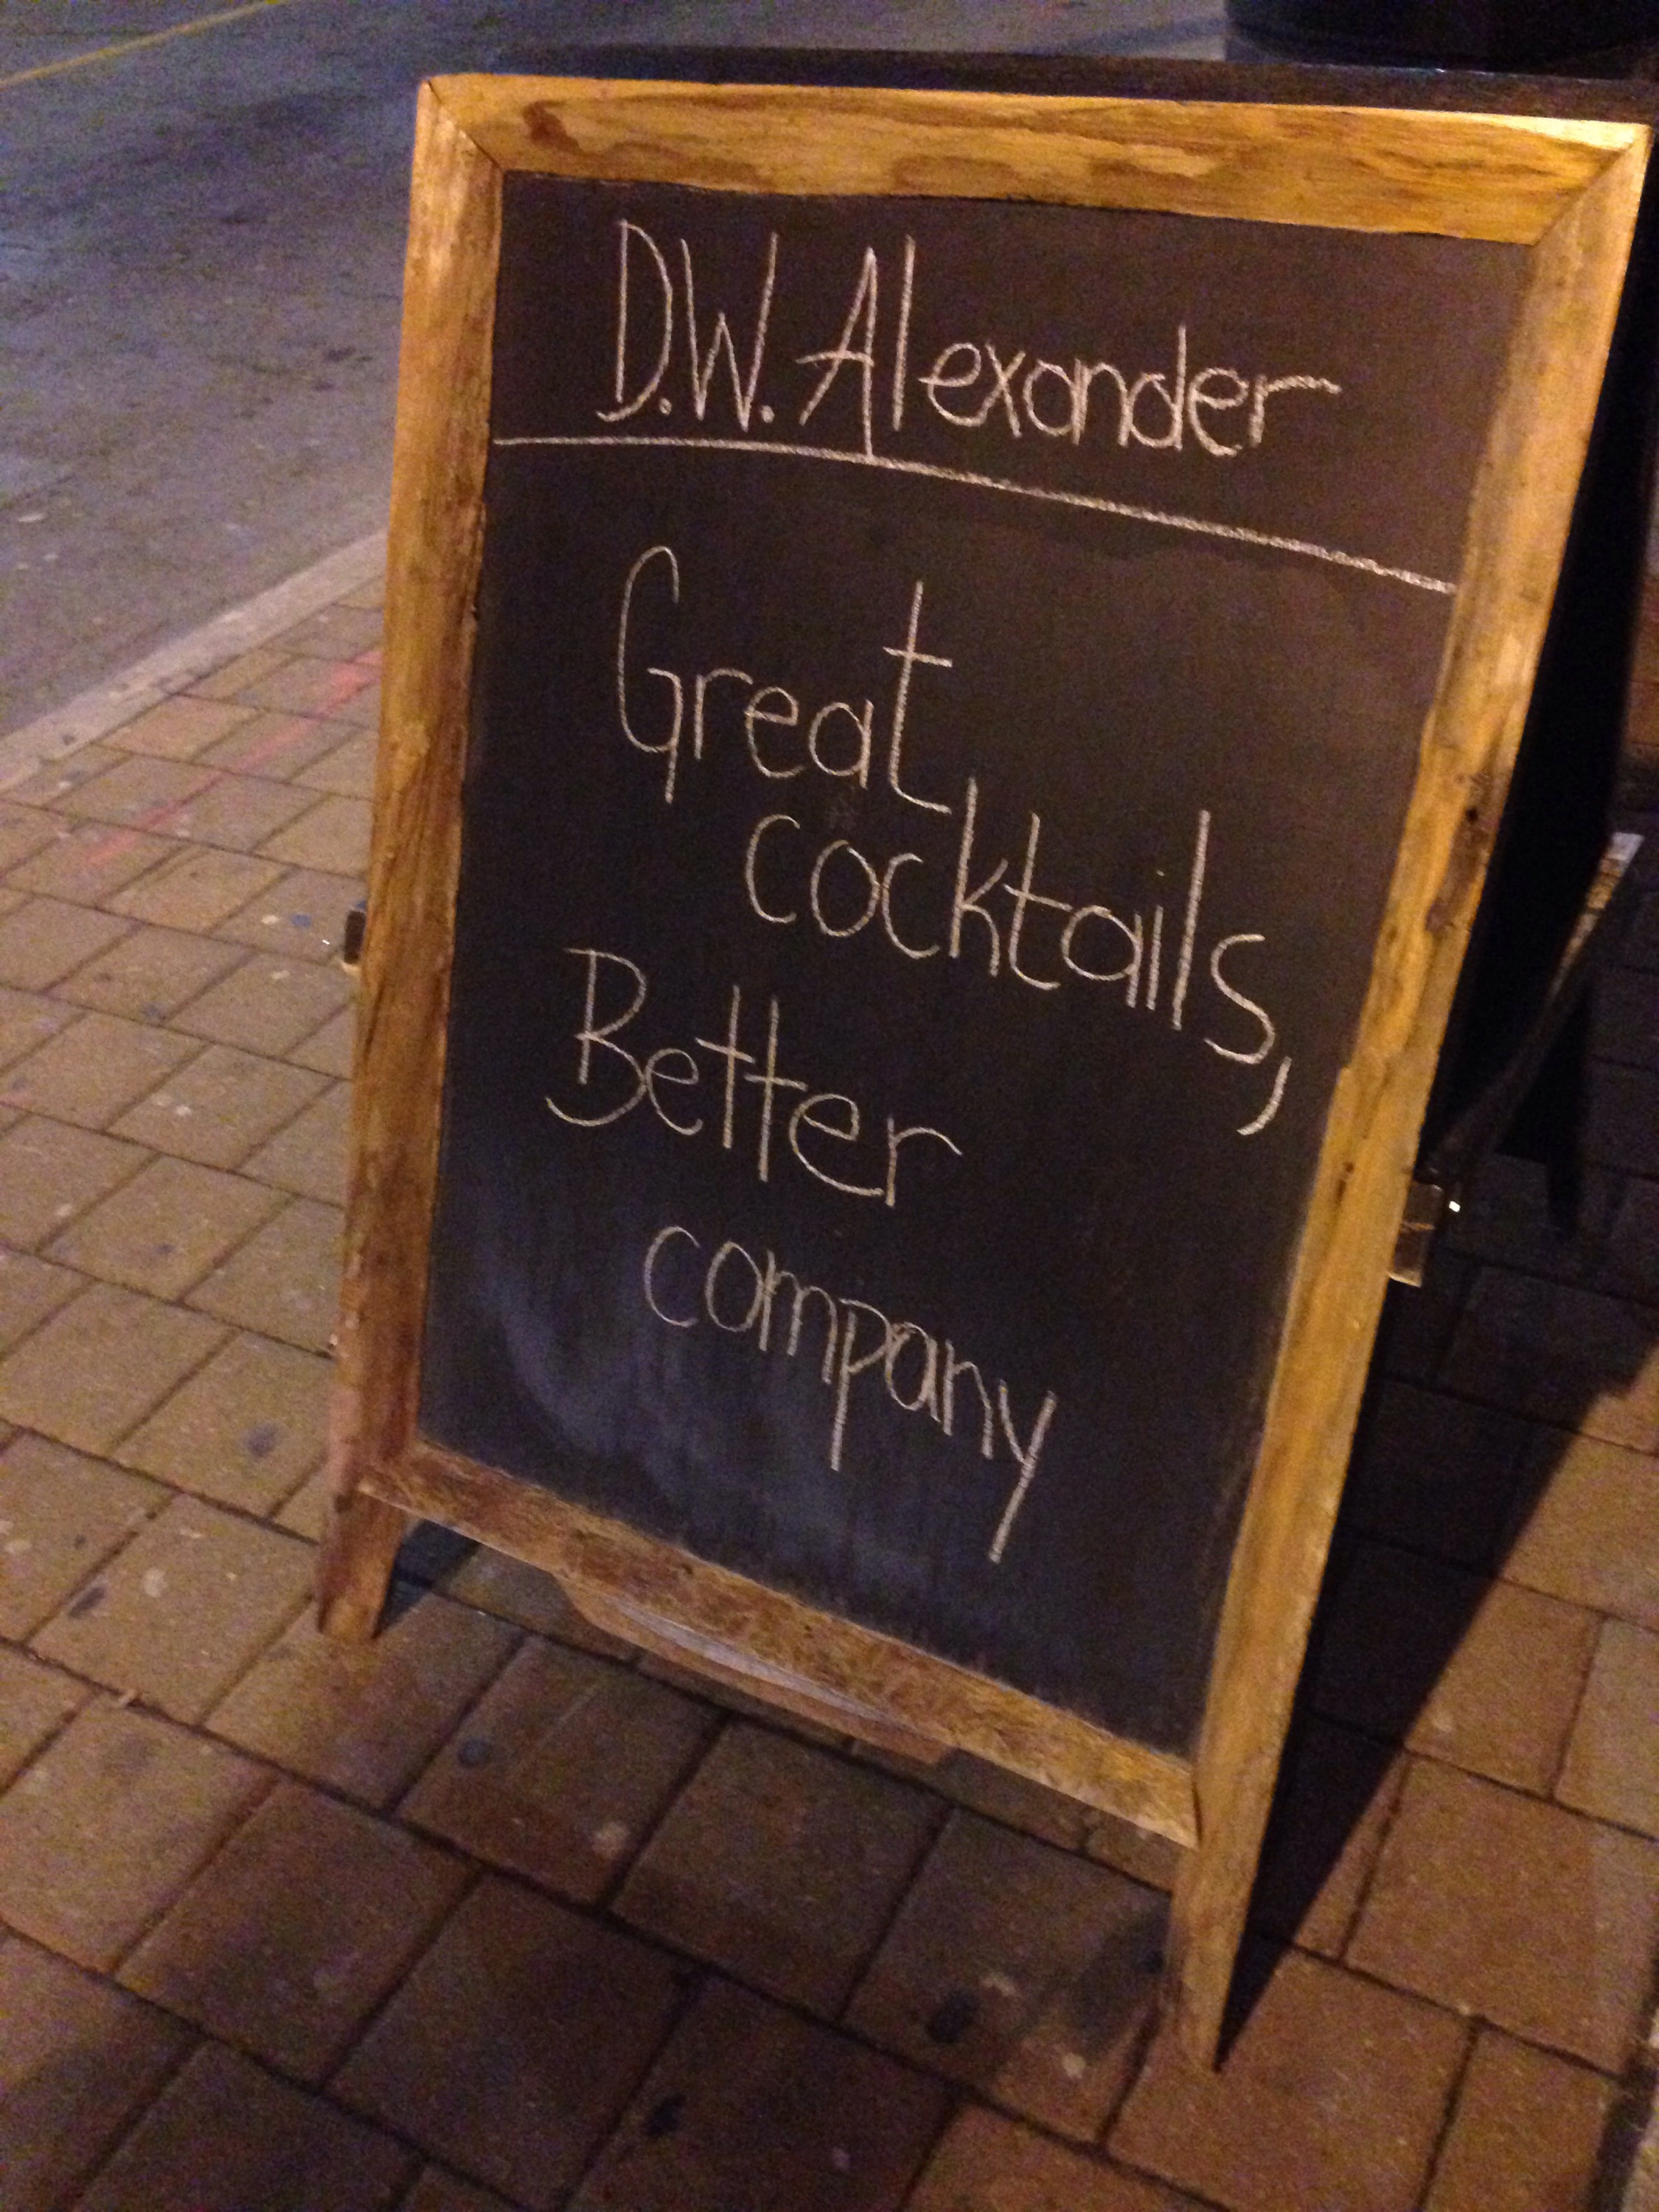 D.W. Alexander
Great
cocktails,
Better
company